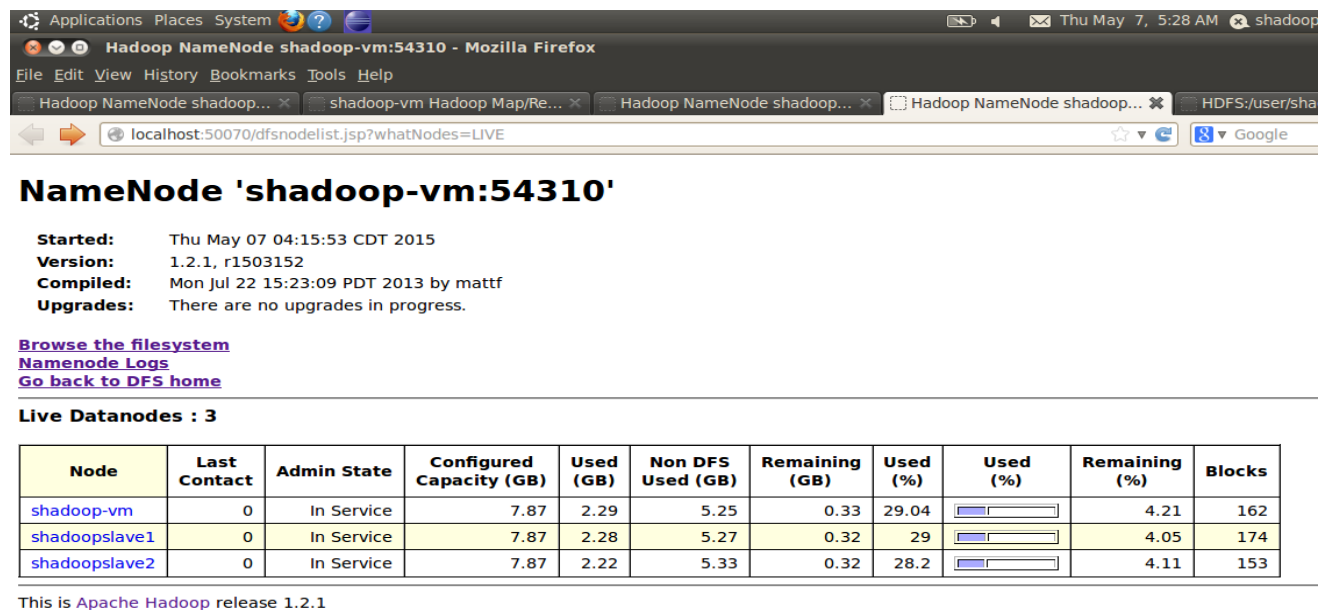 Applications Places System Thu May 7, 5:28 AM shadoop
Hadoop NameNode shadoop-vm:54310 - Mozilla Firefox
File Edit View History Bookmarks Tools Help
Hadoop NameNode shadoop... shadoop-vm Hadoop Map/Re... Hadoop NameNode shadoop... Hadoop NameNode shadoop... HDFS:/user/sha
localhost:50070/dfsnodelist.jsp?whatNodes=LIVE Google
NameNode 'shadoop-vm:54310'
Started: Thu May 07 04:15:53 CDT 2015
Version: 1.2.1, r1503152
Compiled: Mon Jul 22 15:23:09 PDT 2013 by mattf
Upgrades: There are no upgrades in progress.
Browse the filesystem
Namenode Logs
Go back to DFS home
Live Datanodes : 3
Node Last Contact Admin State Configured Capacity (GB) Used (GB) Non DFS Used (GB) Remaining (GB) Used (%) Used (%) Remaining (%) Blocks
shadoop-vm 0 In Service 7.87 2.29 5.25 0.33 29.04 4.21 162
shadoopslave1 0 In Service 7.87 2.28 5.27 0.32 29 4.05 174
shadoopslave2 0 In Service 7.87 2.22 5.33 0.32 28.2 4.11 153
This is Apache Hadoop release 1.2.1